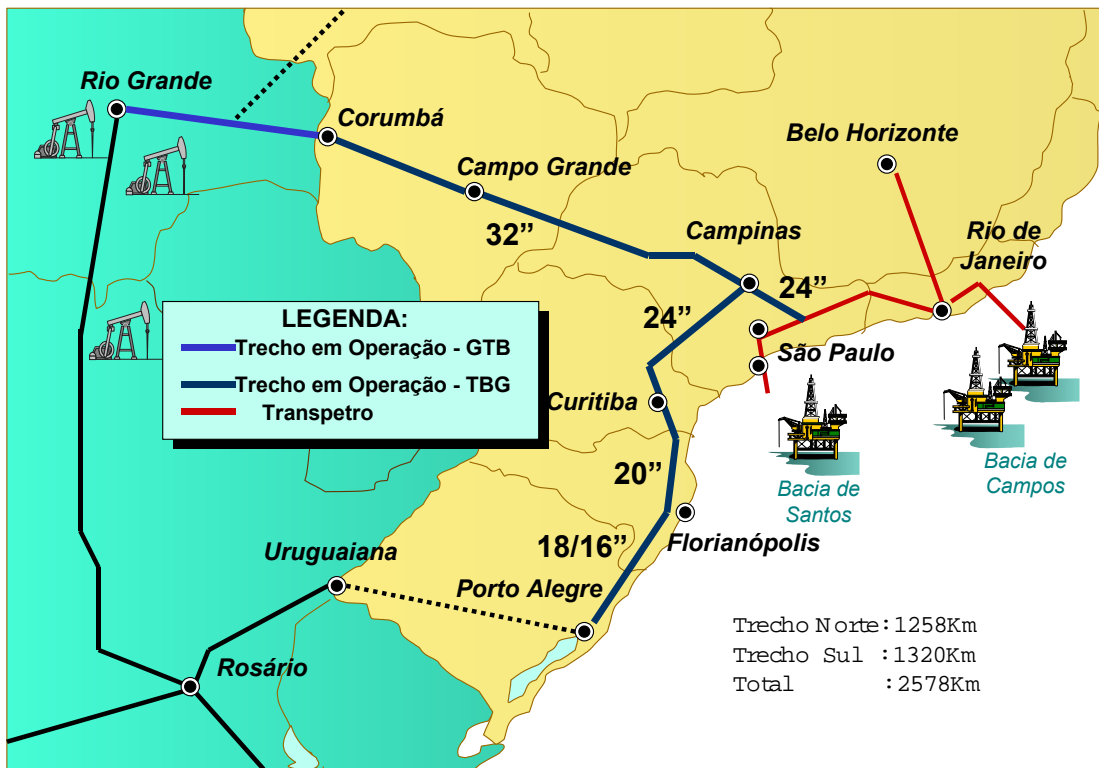 Rio Grande
Corumbá
Belo Horizonte
Campo Grande
32”
Campinas
Rio de
Janeiro
24”
24”
LEGENDA:
Trecho em Operação - GTB
Trecho em Operação - TBG
Transpetro
São Paulo
Curitiba
20”
Bacia de
Santos
Bacia de
Campos
Florianópolis
18/16”
Uruguaiana
Porto Alegre
Rosário
Trecho Norte:1258Km
Trecho Sul :1320Km
Total :2578Km